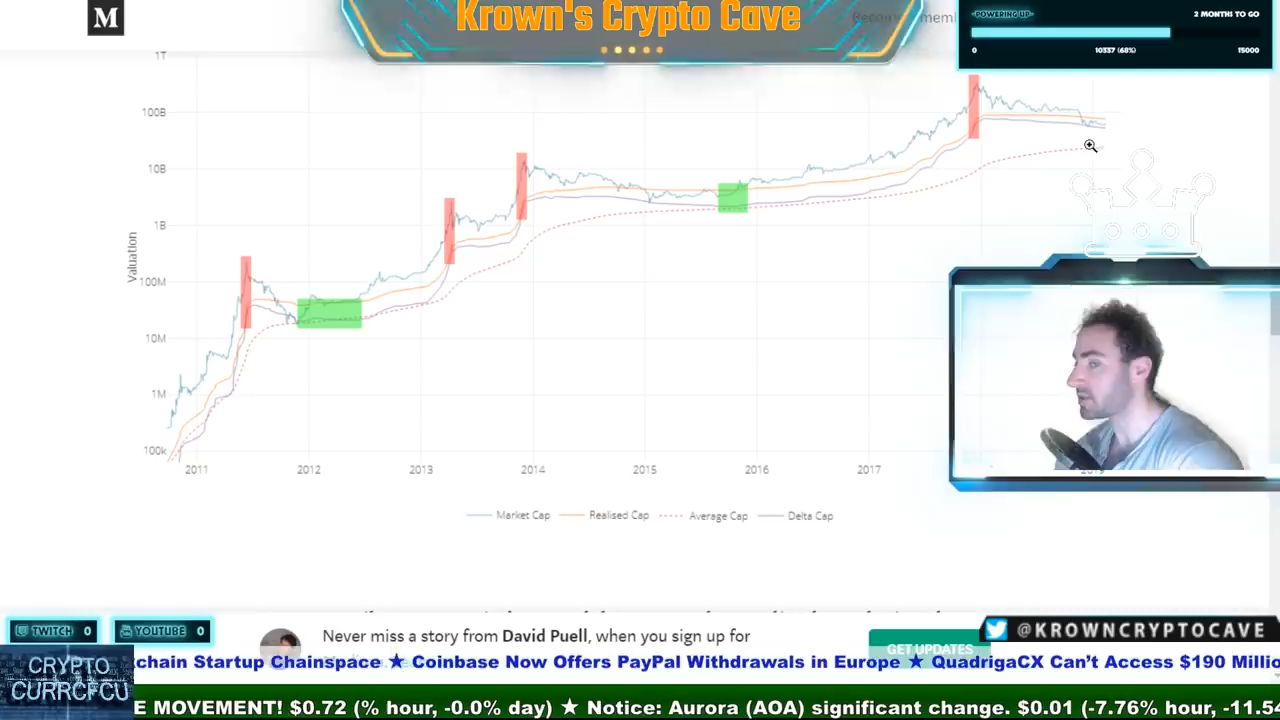 M
Krown's Crypto Cave
-POWERING UP-
2 MONTHS TO GO
0
10337 (68%)
15000
1T
100B
10B
1B
100M
10M
1M
100k
Valuation
2011
2012
2013
2014
2015
2016
2017
2019
Market Cap
Realised Cap
Average Cap
Delta Cap
Never miss a story from David Puell, when you sign up for
GET UPDATES
TWITCH 0
YOUTUBE 0
@KROWNCRYPTOCAVE
CRYPTO
chain Startup Chainspace ★ Coinbase Now Offers PayPal Withdrawals in Europe ★ QuadrigaCX Can't Access $190 Millio
E MOVEMENT! $0.72 (% hour, -0.0% day) ★ Notice: Aurora (AOA) significant change. $0.01 (-7.76% hour, -11.54